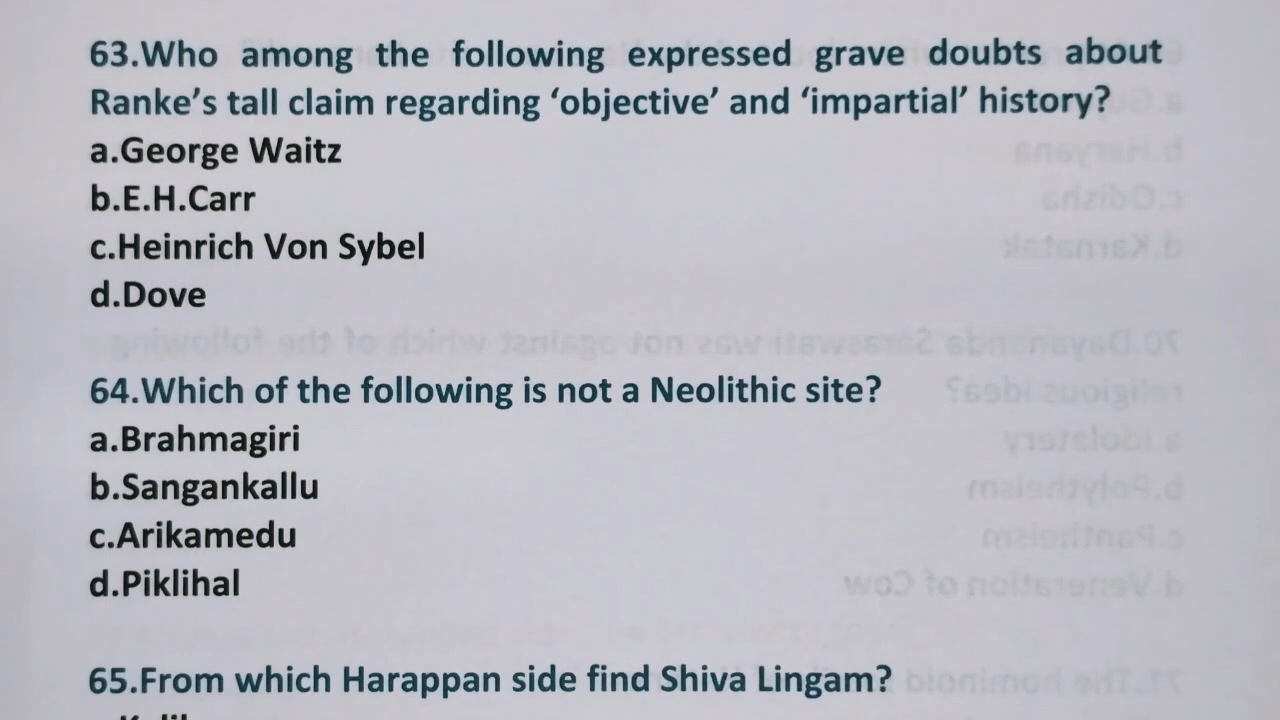 63.Who among the following expressed grave doubts about
Ranke’s tall claim regarding ‘objective’ and ‘impartial’ history?
a.George Waitz
b.E.H.Carr
c.Heinrich Von Sybel
d.Dove
64.Which of the following is not a Neolithic site?
a.Brahmagiri
b.Sangankallu
c.Arikamedu
d.Piklihal
65.From which Harappan side find Shiva Lingam?